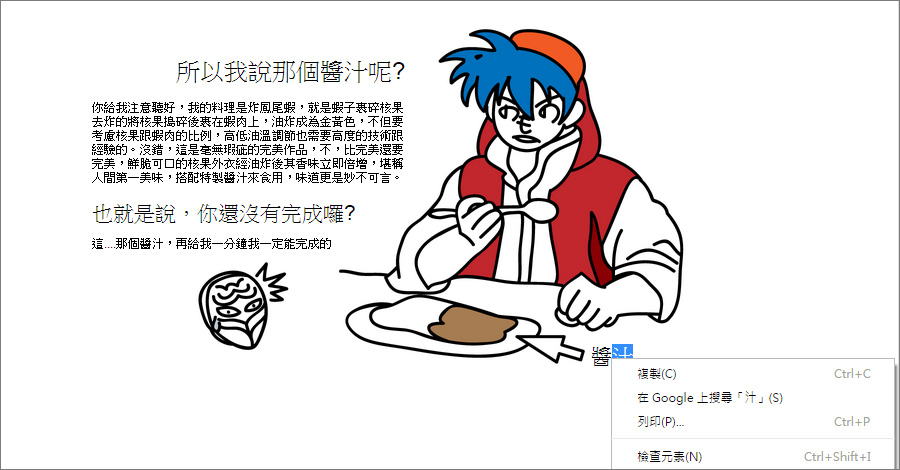 所以我說那個醬汁呢?
你給我注意聽好，我的料理是炸鳳尾蝦，就是蝦子裹碎核果
去炸的將核果搗碎後裹在蝦肉上，油炸成為金黃色，不但要
考慮核果跟蝦肉的比例，高低油溫調節也需要高度的技術跟
經驗的。沒錯，這是毫無瑕疵的完美作品，不，比完美還要
完美，鮮脆可口的核果外衣經油炸後其香味立即倍增，堪稱
人間第一美味，搭配特製醬汁來食用，味道更是妙不可言。
也就是說，你還沒有完成囉?
這....那個醬汁，再給我一分鐘我一定能完成的
醬汁
複製(C) Ctrl+C
在 Google 上搜尋「汁」(S)
列印(P)... Ctrl+P
檢查元素(N) Ctrl+Shift+I